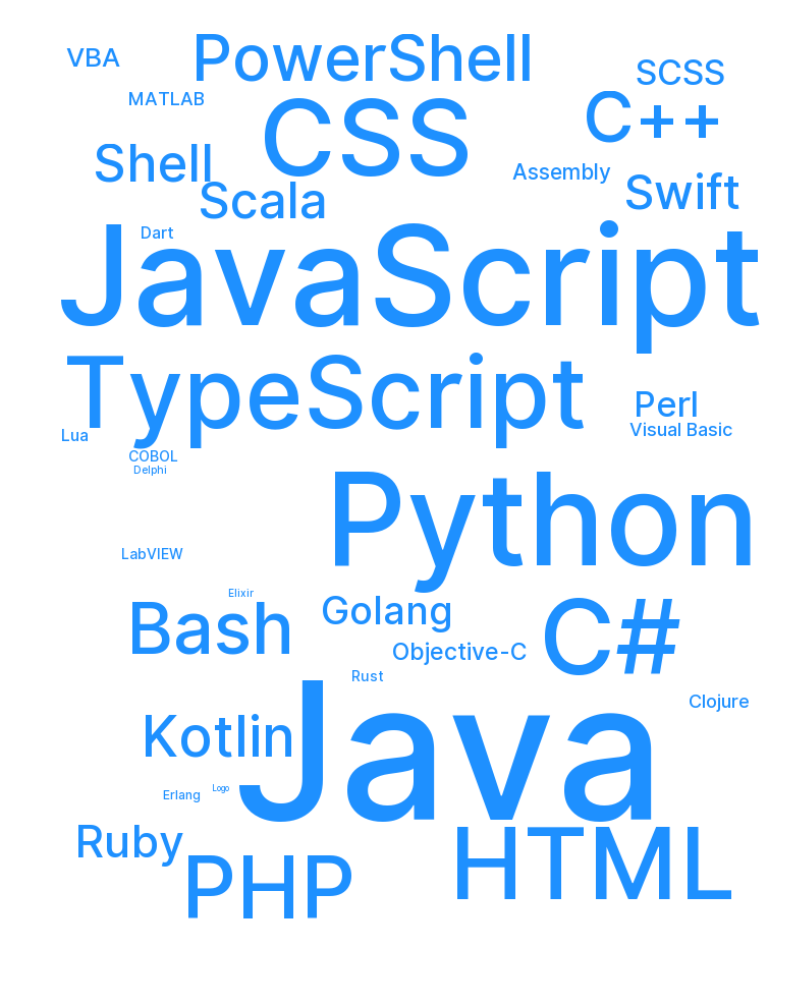 PowerShell
VBA
SCSS
MATLAB
C++
CSS
Shell
Assembly
Swift
Scala
Dart
JavaScript
TypeScript
Perl
Visual Basic
Lua
COBOL
Delphi
Python
LabVIEW
Elixir
Golang
Bash
C#
Objective-C
Rust
Clojure
Kotlin
Java
Logo
Erlang
Ruby
HTML
PHP